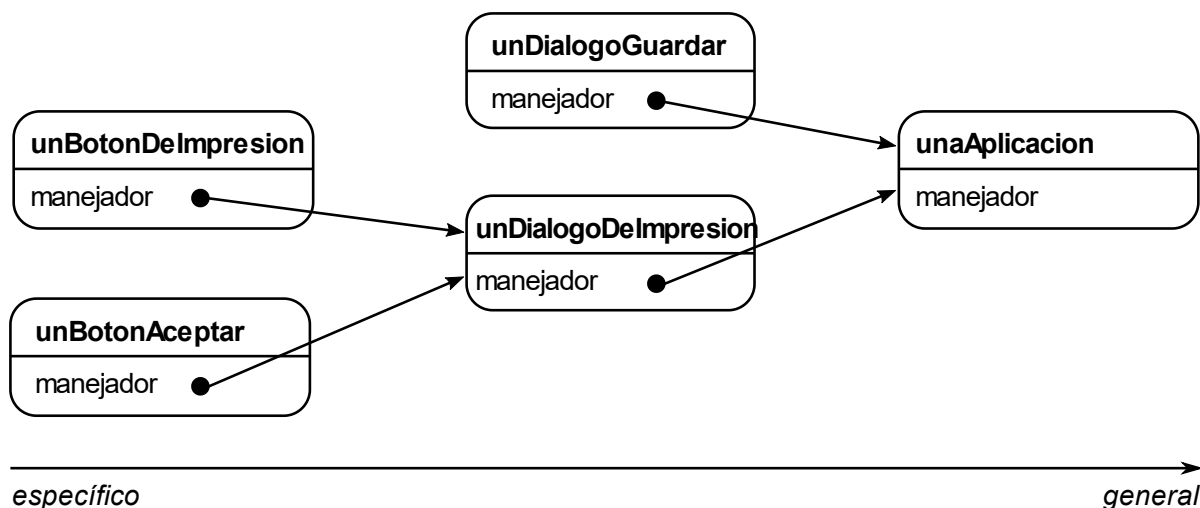 unDialogoGuardar
manejador
unBotonDeImpresion
manejador
unaAplicacion
manejador
unDialogoDeImpresion
manejador
unBotonAceptar
manejador
específico
general